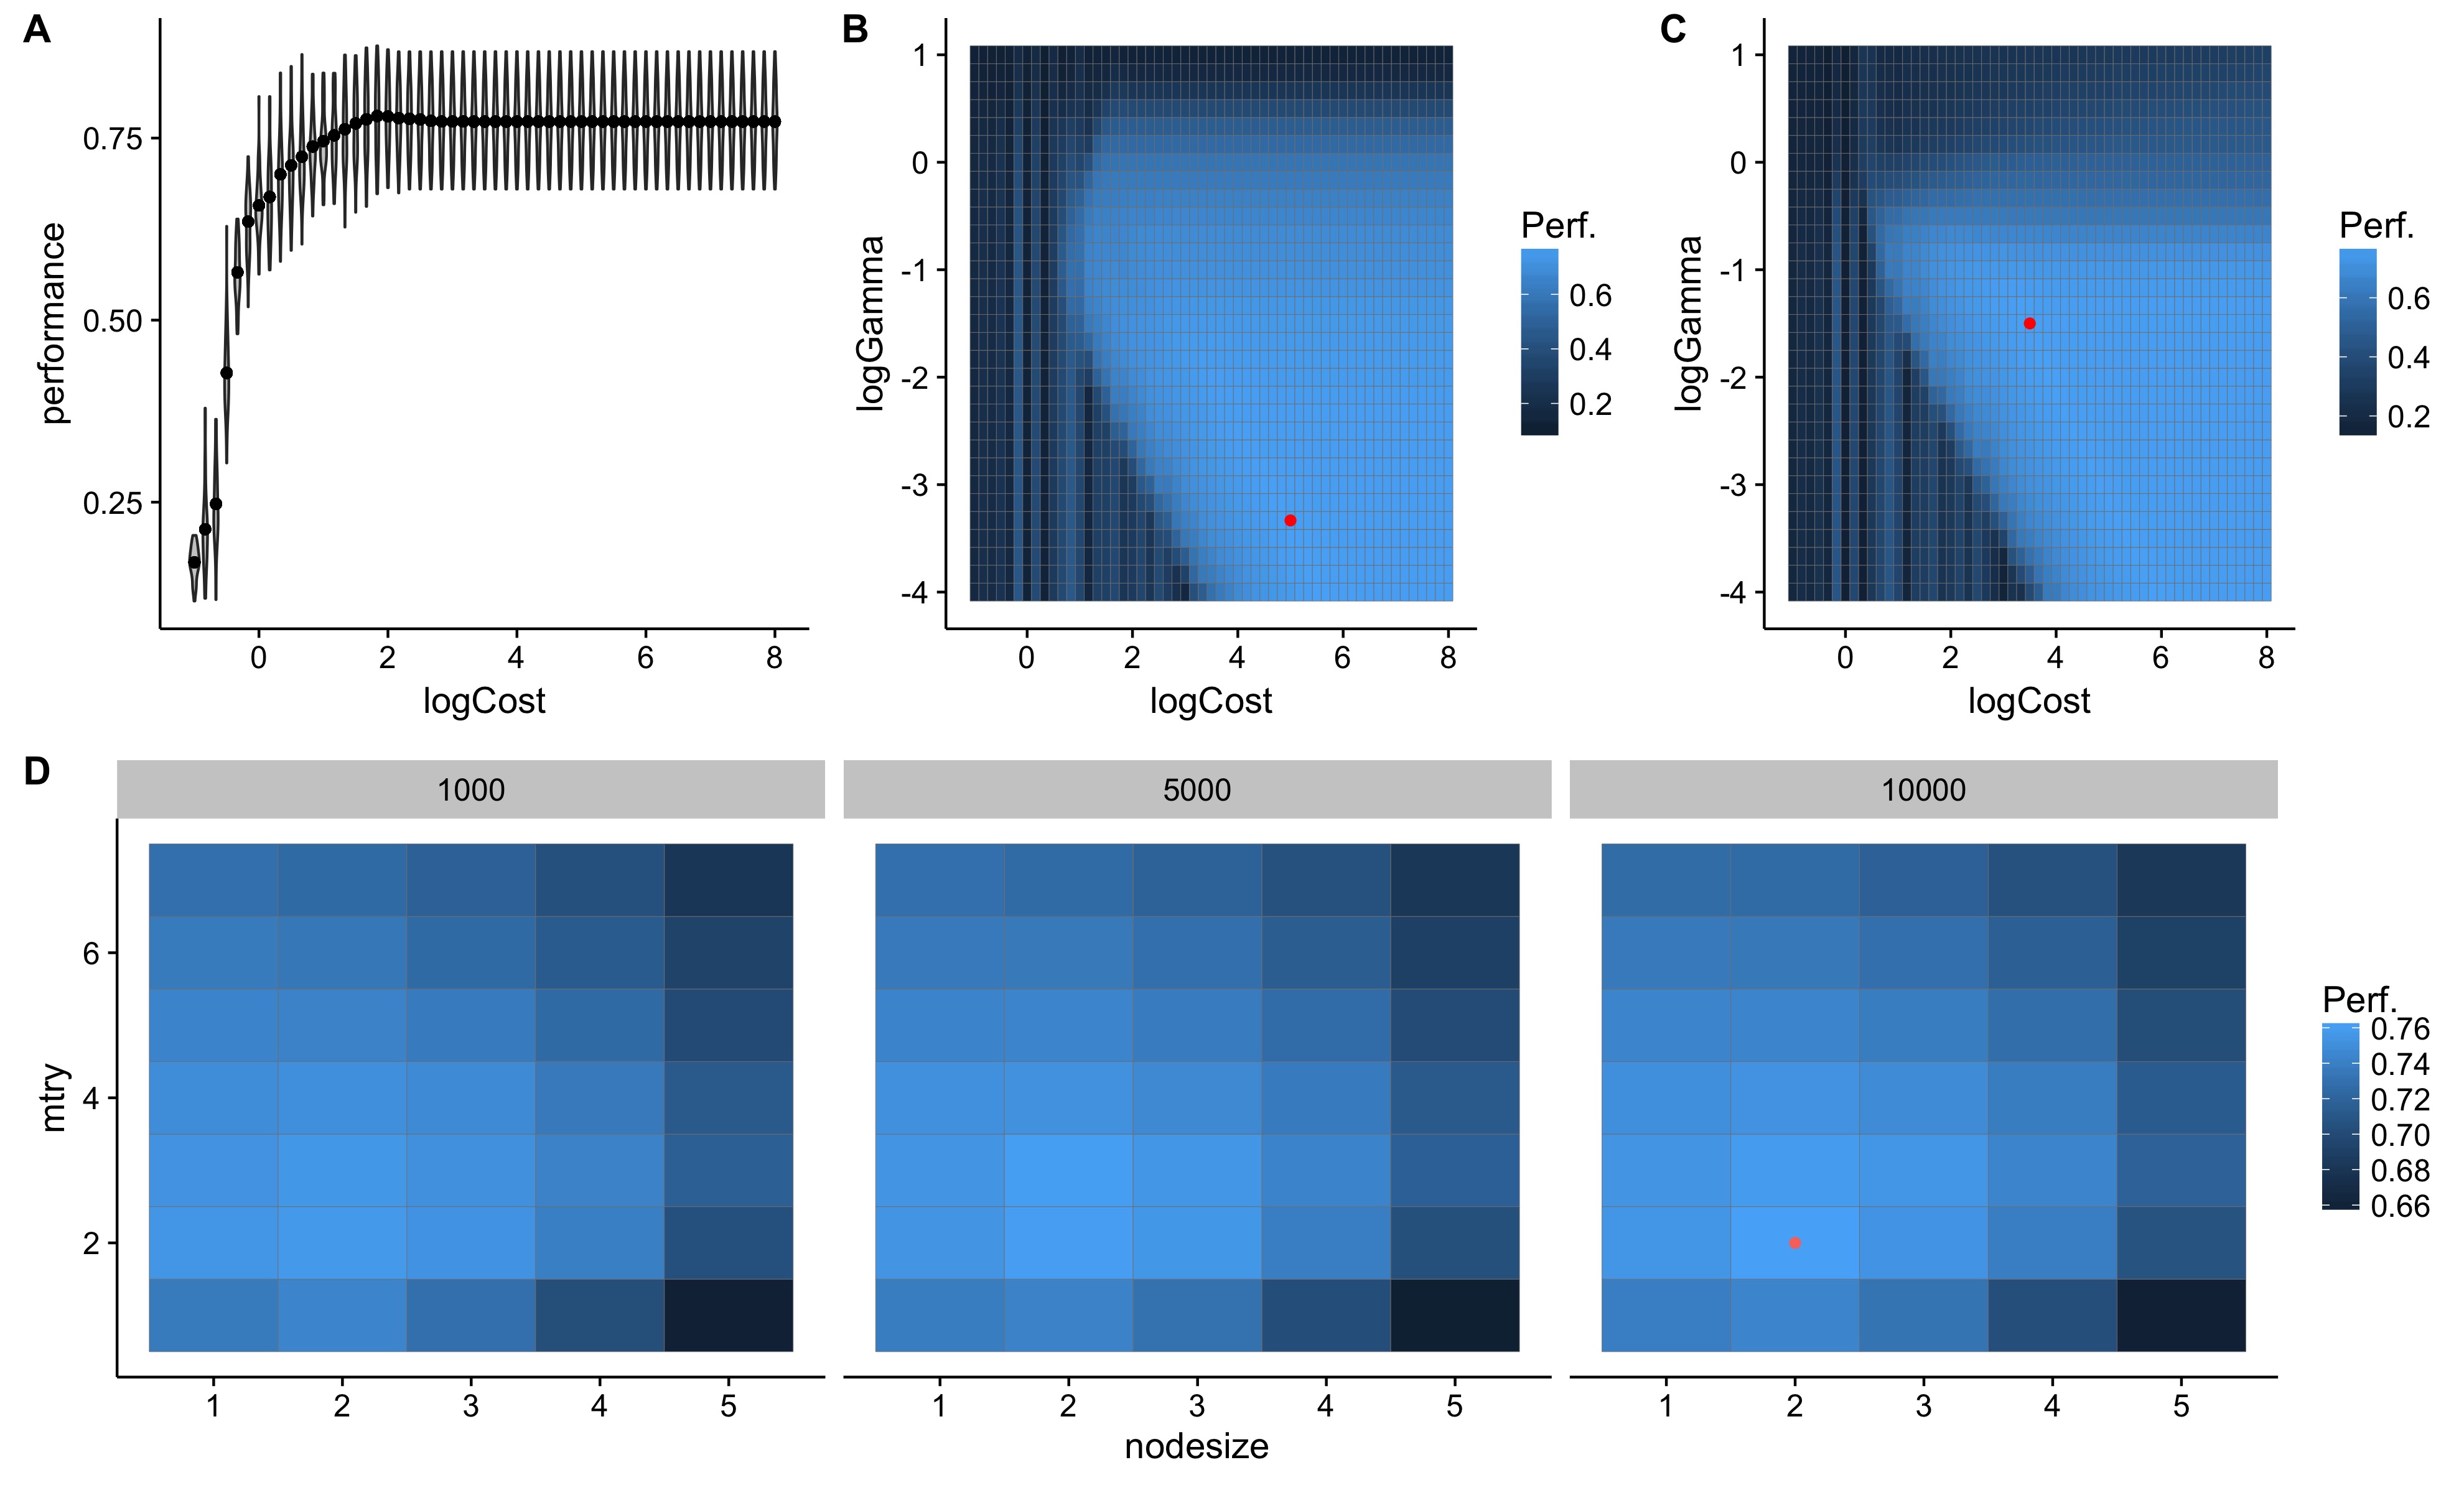 A
performance
0.75
0.50
0.25
0 2 4 6 8
logCost
B
logGamma
1
0
-1
-2
-3
-4
0 2 4 6 8
logCost
Perf.
0.6
0.4
0.2
C
logGamma
1
0
-1
-2
-3
-4
0 2 4 6 8
logCost
Perf.
0.6
0.4
0.2
D
1000 5000 10000
mtry
6
4
2
1 2 3 4 5 1 2 3 4 5 1 2 3 4 5
nodesize
Perf.
0.76
0.74
0.72
0.70
0.68
0.66